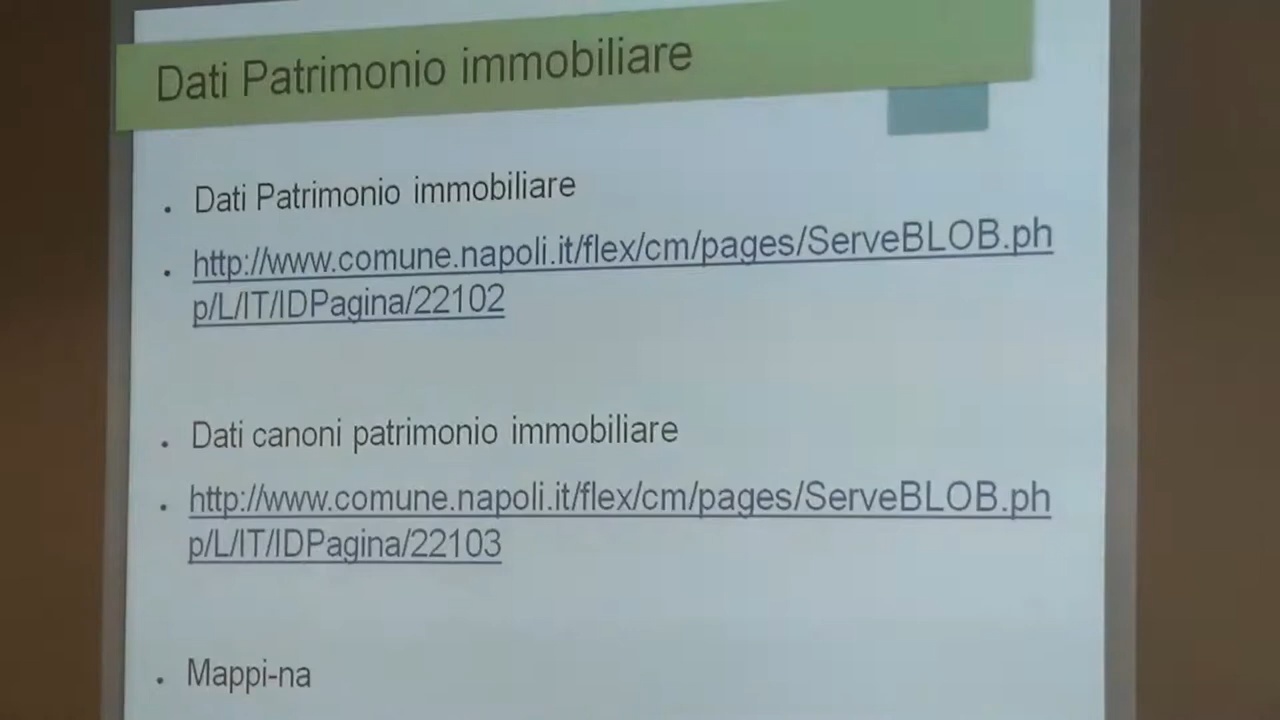 Dati Patrimonio immobiliare
. Dati Patrimonio immobiliare
. http://www.comune.napoli.it/flex/cm/pages/ServeBLOB.ph
p/L/IT/IDPagina/22102
. Dati canoni patrimonio immobiliare
. http://www.comune.napoli.it/flex/cm/pages/ServeBLOB.ph
p/L/IT/IDPagina/22103
. Mappi-na